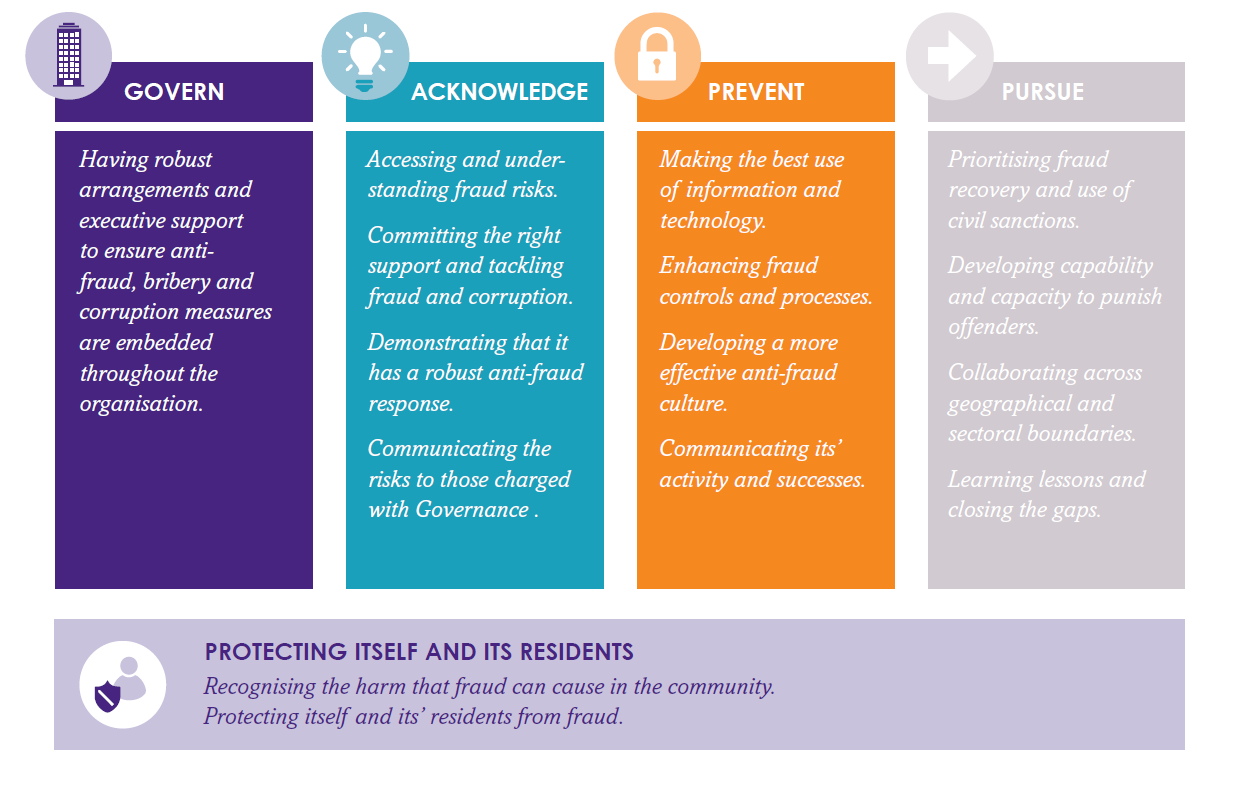 GOVERN
Having robust
arrangements and
executive support
to ensure anti-
fraud, bribery and
corruption measures
are embedded
throughout the
organisation.
ACKNOWLEDGE
Accessing and under-
standing fraud risks.
Committing the right
support and tackling
fraud and corruption.
Demonstrating that it
has a robust anti-fraud
response.
Communicating the
risks to those charged
with Governance .
PREVENT
Making the best use
of information and
technology.
Enhancing fraud
controls and processes.
Developing a more
effective anti-fraud
culture.
Communicating its’
activity and successes.
PURSUE
Prioritising fraud
recovery and use of
civil sanctions.
Developing capability
and capacity to punish
offenders.
Collaborating across
geographical and
sectoral boundaries.
Learning lessons and
closing the gaps.
PROTECTING ITSELF AND ITS RESIDENTS
Recognising the harm that fraud can cause in the community.
Protecting itself and its’ residents from fraud.